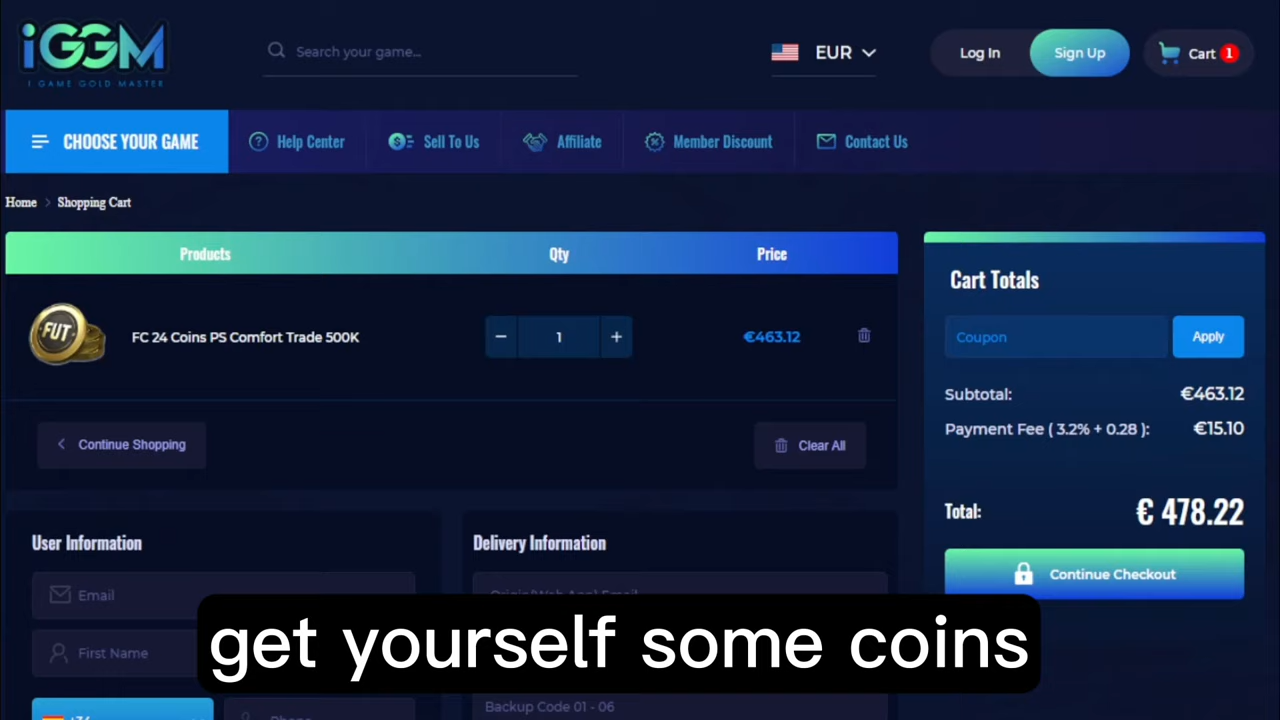 iGGM
I GAME GOLD MASTER
Search your game...
EUR
Log In
Sign Up
Cart 1
CHOOSE YOUR GAME
Help Center
Sell To Us
Affiliate
Member Discount
Contact Us
Home > Shopping Cart
Products Qty Price
FUT
FC 24 Coins PS Comfort Trade 500K
− 1 +
€463.12
Continue Shopping
Clear All
Cart Totals
Coupon
Apply
Subtotal: €463.12
Payment Fee ( 3.2% + 0.28 ): €15.10
Total: € 478.22
Continue Checkout
User Information
Email
First Name
Delivery Information
Backup Code 01 - 06
get yourself some coins